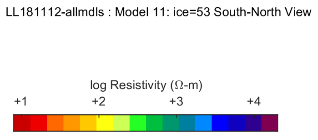 LL181112-allmdls : Model 11: ice=53 South-North View
log Resistivity (Ω-m)
+1 +2 +3 +4